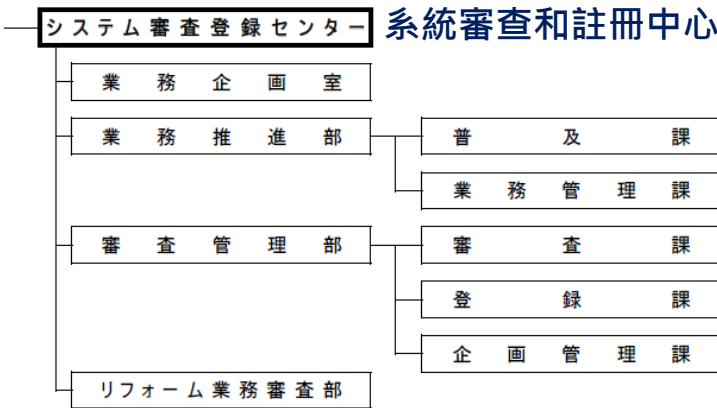 システム審査登録センター 系統審查和註冊中心
業務企画室
業務推進部 普及課
業務管理課
審査管理部 審査課
登録課
企画管理課
リフォーム業務審査部